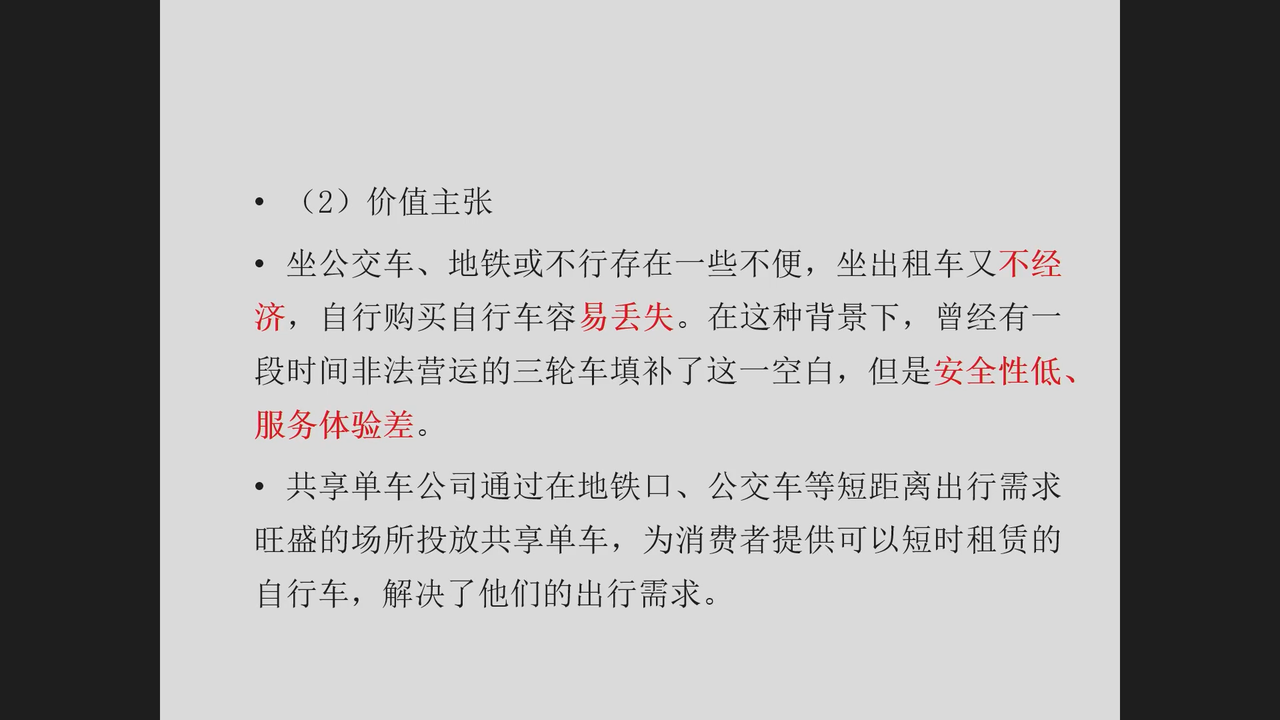 • （2）价值主张
• 坐公交车、地铁或不行存在一些不便，坐出租车又不经
济，自行购买自行车容易丢失。在这种背景下，曾经有一
段时间非法营运的三轮车填补了这一空白，但是安全性低、
服务体验差。
• 共享单车公司通过在地铁口、公交车等短距离出行需求
旺盛的场所投放共享单车，为消费者提供可以短时租赁的
自行车，解决了他们的出行需求。